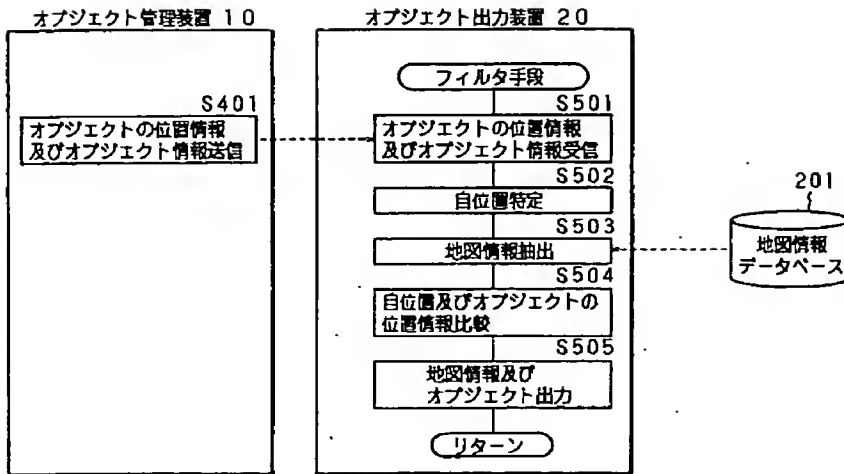 オブジェクト管理装置 10
オブジェクト出力装置 20
フィルタ手段
S401
オブジェクトの位置情報
及びオブジェクト情報送信
S501
オブジェクトの位置情報
及びオブジェクト情報受信
S502
自位置特定
S503
地図情報抽出
201
地図情報
データベース
S504
自位置及びオブジェクトの
位置情報比較
S505
地図情報及び
オブジェクト出力
リターン